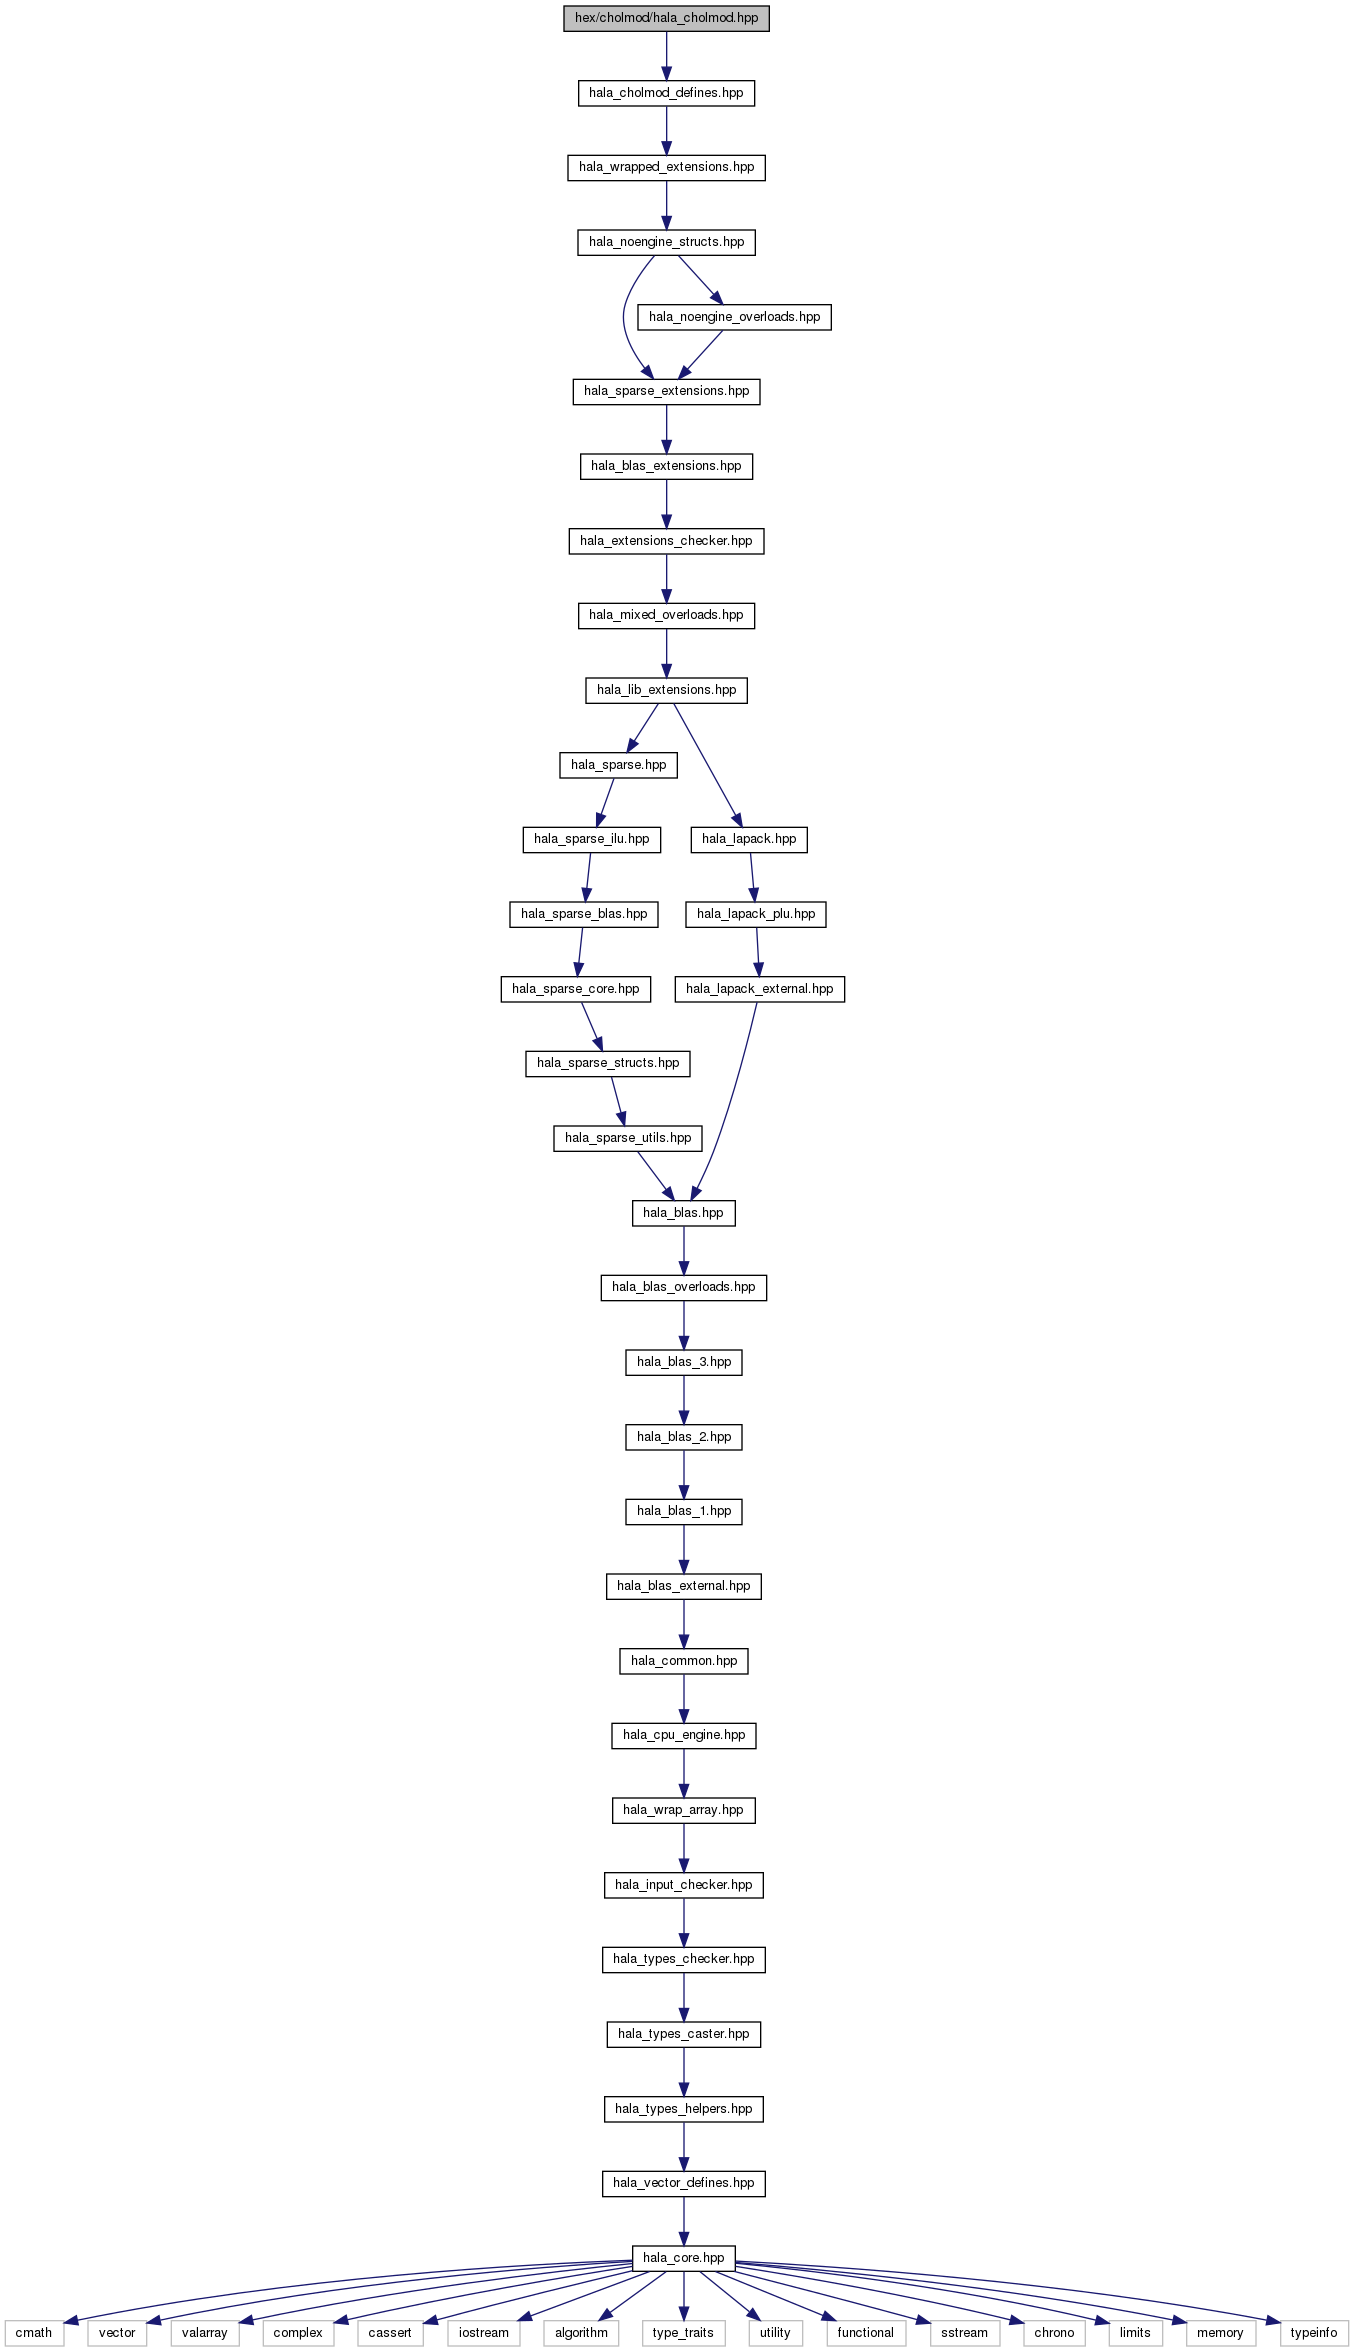 hex/cholmod/hala_cholmod.hpp
hala_cholmod_defines.hpp
hala_wrapped_extensions.hpp
hala_noengine_structs.hpp
hala_noengine_overloads.hpp
hala_sparse_extensions.hpp
hala_blas_extensions.hpp
hala_extensions_checker.hpp
hala_mixed_overloads.hpp
hala_lib_extensions.hpp
hala_sparse.hpp
hala_sparse_ilu.hpp
hala_lapack.hpp
hala_sparse_blas.hpp
hala_lapack_plu.hpp
hala_sparse_core.hpp
hala_lapack_external.hpp
hala_sparse_structs.hpp
hala_sparse_utils.hpp
hala_blas.hpp
hala_blas_overloads.hpp
hala_blas_3.hpp
hala_blas_2.hpp
hala_blas_1.hpp
hala_blas_external.hpp
hala_common.hpp
hala_cpu_engine.hpp
hala_wrap_array.hpp
hala_input_checker.hpp
hala_types_checker.hpp
hala_types_caster.hpp
hala_types_helpers.hpp
hala_vector_defines.hpp
hala_core.hpp
cmath vector valarray complex cassert iostream algorithm type_traits utility functional sstream chrono limits memory typeinfo